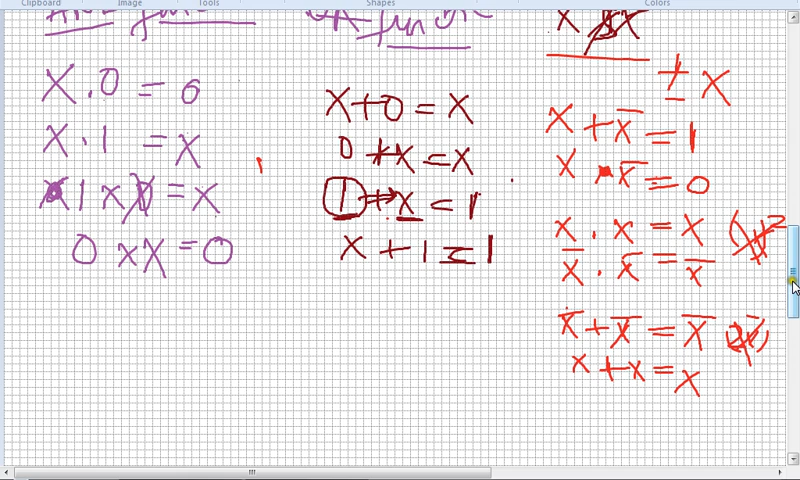 Clipboard
Image
Tools
Shapes
Colors
x . 0 = 0
x . 1 = x
1 x x = x
0 x x = 0
x + 0 = x
0 + x = x
1 + x = 1
x + 1 = 1
x
x + x̅ = 1
x . x̅ = 0
x . x = x
x̅ . x̅ = x̅
x̅ + x̅ = x̅
x + x = x